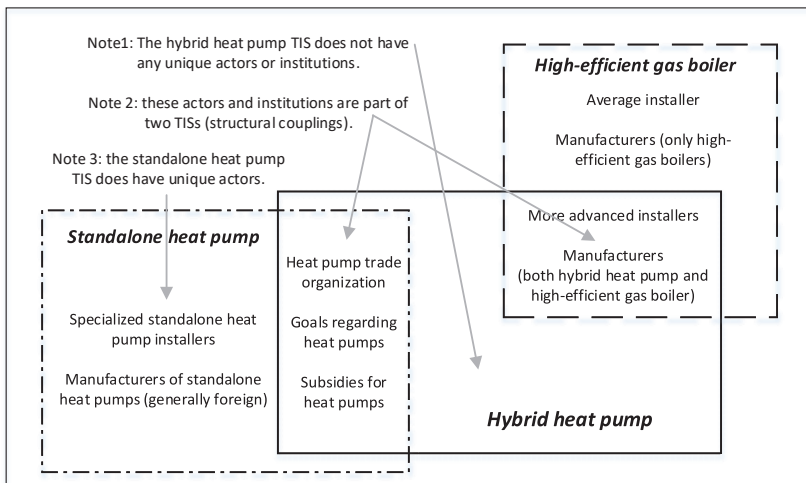 Note1: The hybrid heat pump TIS does not have
any unique actors or institutions.
Note 2: these actors and institutions are part of
two TISs (structural couplings).
Note 3: the standalone heat pump
TIS does have unique actors.
High-efficient gas boiler
Average installer
Manufacturers (only high-
efficient gas boilers)
More advanced installers
Manufacturers
(both hybrid heat pump and
high-efficient gas boiler)
Standalone heat pump
Specialized standalone heat
pump installers
Manufacturers of standalone
heat pumps (generally foreign)
Heat pump trade
organization
Goals regarding
heat pumps
Subsidies for
heat pumps
Hybrid heat pump